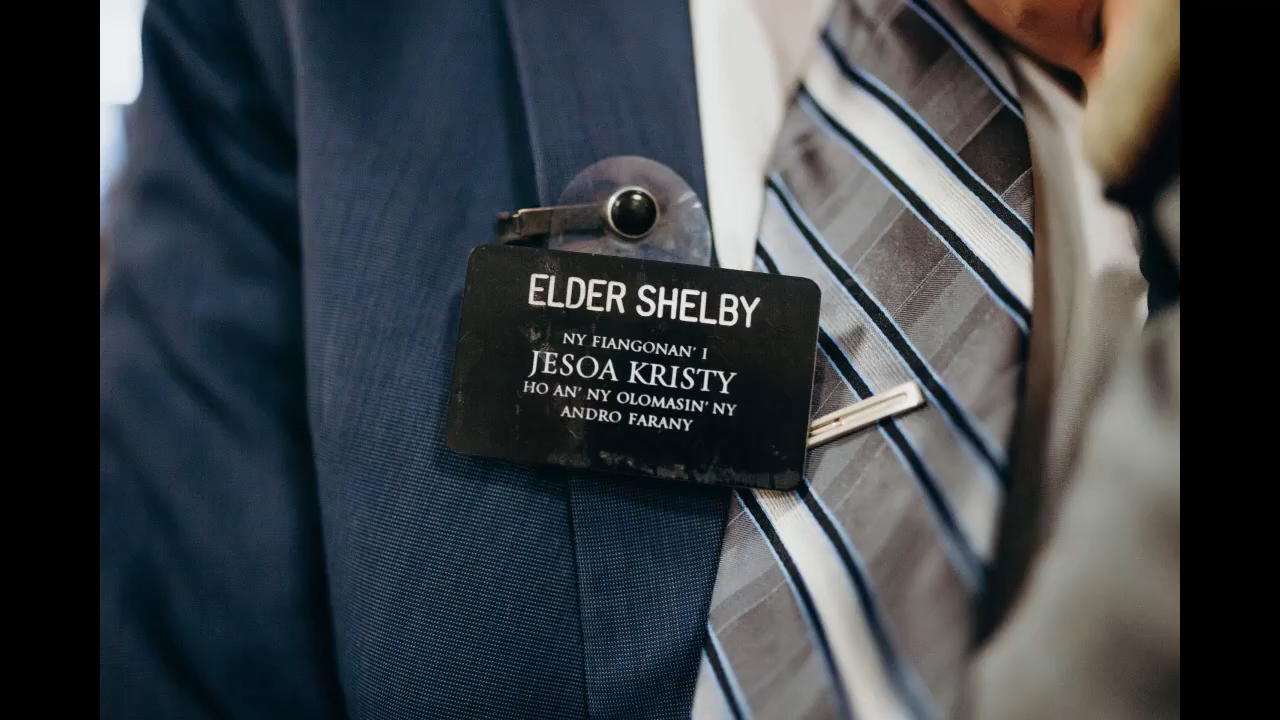 ELDER SHELBY
NY FIANGONAN' I
JESOA KRISTY
HO AN' NY OLOMASIN' NY
ANDRO FARANY